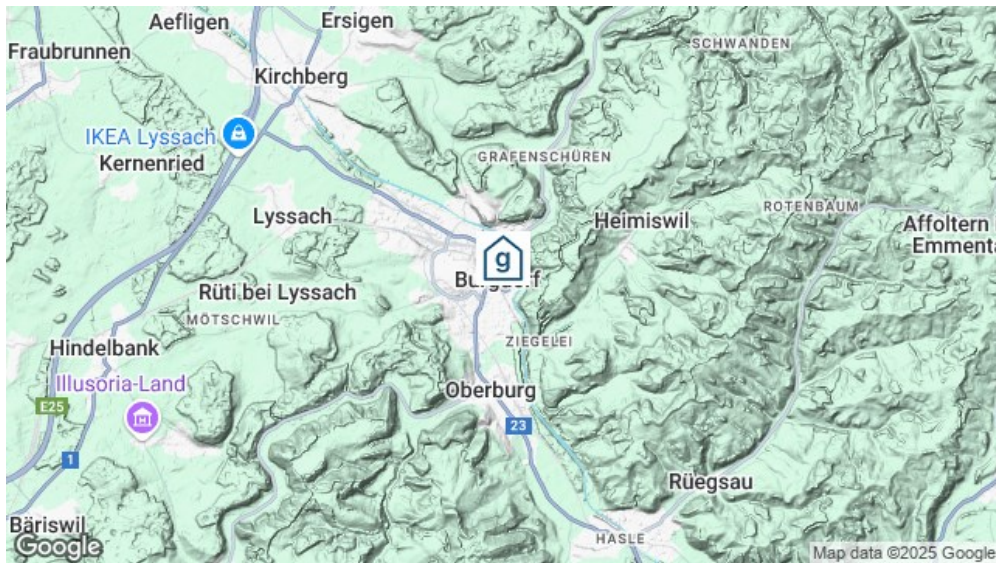 Aefligen
Ersigen
Fraubrunnen
SCHWANDEN
Kirchberg
IKEA Lyssach
Kernenried
GRAFENSCHÜREN
ROTENBAUM
Lyssach
Heimiswil
Affoltern
Emmenta
g
Burgdorf
Rüti bei Lyssach
MÖTSCHWIL
Hindelbank
ZIEGELEI
Illusoria-Land
Oberburg
E25
23
1
Rüegsau
Bäriswil
HASLE
Google
Map data ©2025 Google